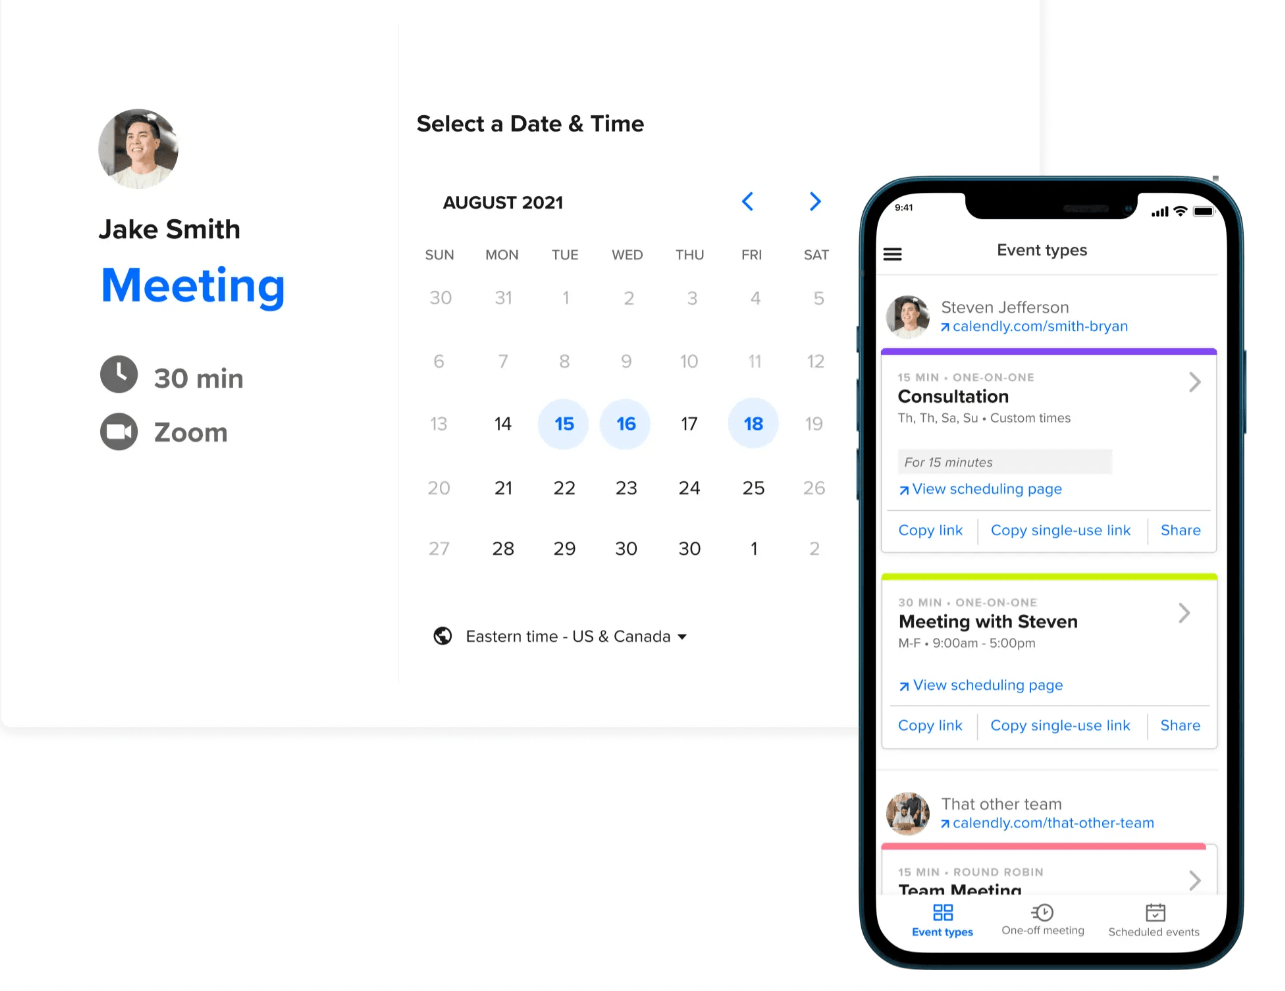 Jake Smith
Meeting
30 min
Zoom
Select a Date & Time
AUGUST 2021
SUN MON TUE WED THU FRI SAT
30 31 1 2 3 4 5
6 7 8 9 10 11 12
13 14 15 16 17 18 19
20 21 22 23 24 25 26
27 28 29 30 30 1 2
Eastern time - US & Canada
9:41
Event types
Steven Jefferson
calendly.com/smith-bryan
15 MIN • ONE-ON-ONE
Consultation
Th, Th, Sa, Su • Custom times
For 15 minutes
View scheduling page
Copy link Copy single-use link Share
30 MIN • ONE-ON-ONE
Meeting with Steven
M-F • 9:00am - 5:00pm
View scheduling page
Copy link Copy single-use link Share
That other team
calendly.com/that-other-team
15 MIN • ROUND ROBIN
Team Meeting
Event types One-off meeting Scheduled events